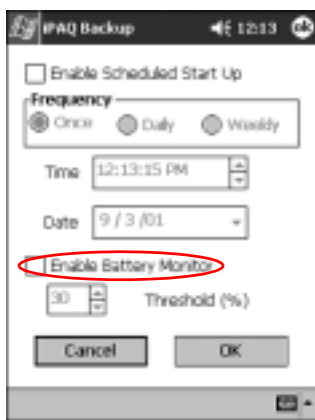 iPAQ Backup 12:13 ok
Enable Scheduled Start Up
Frequency
Once Daily Weekly
Time 12:13:15 PM
Date 9 / 3 /01
Enable Battery Monitor
30 Threshold (%)
Cancel OK